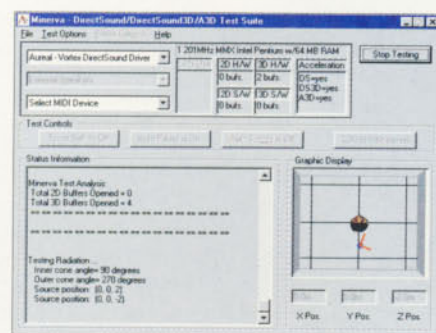 Minerva - DirectSound/DirectSound3D/A3D Test Suite
File Test Options Help
Aureal - Vortex DirectSound Driver
Select MIDI Device
1 201MHz MMX Intel Pentium w/64 MB RAM
2D H/W 3D H/W
0 bufs. 2 bufs.
2D S/W 3D S/W
0 bufs 0 bufs
Acceleration
DS=yes
DS3D=yes
A3D=yes
Stop Testing
Test Controls
Status Information
Minerva Test Analysis:
Total 2D Buffers Opened = 0
Total 3D Buffers Opened = 4
== == == == == == == == == == == == == == == ==
== == == == == == == == == == == == == == == ==
Testing Radiation ...
Inner cone angle= 90 degrees
Outer cone angle= 270 degrees
Source position: (0, 0, 2)
Source position: (0, 0, -2)
Graphic Display
X Pos. Y Pos. Z Pos.